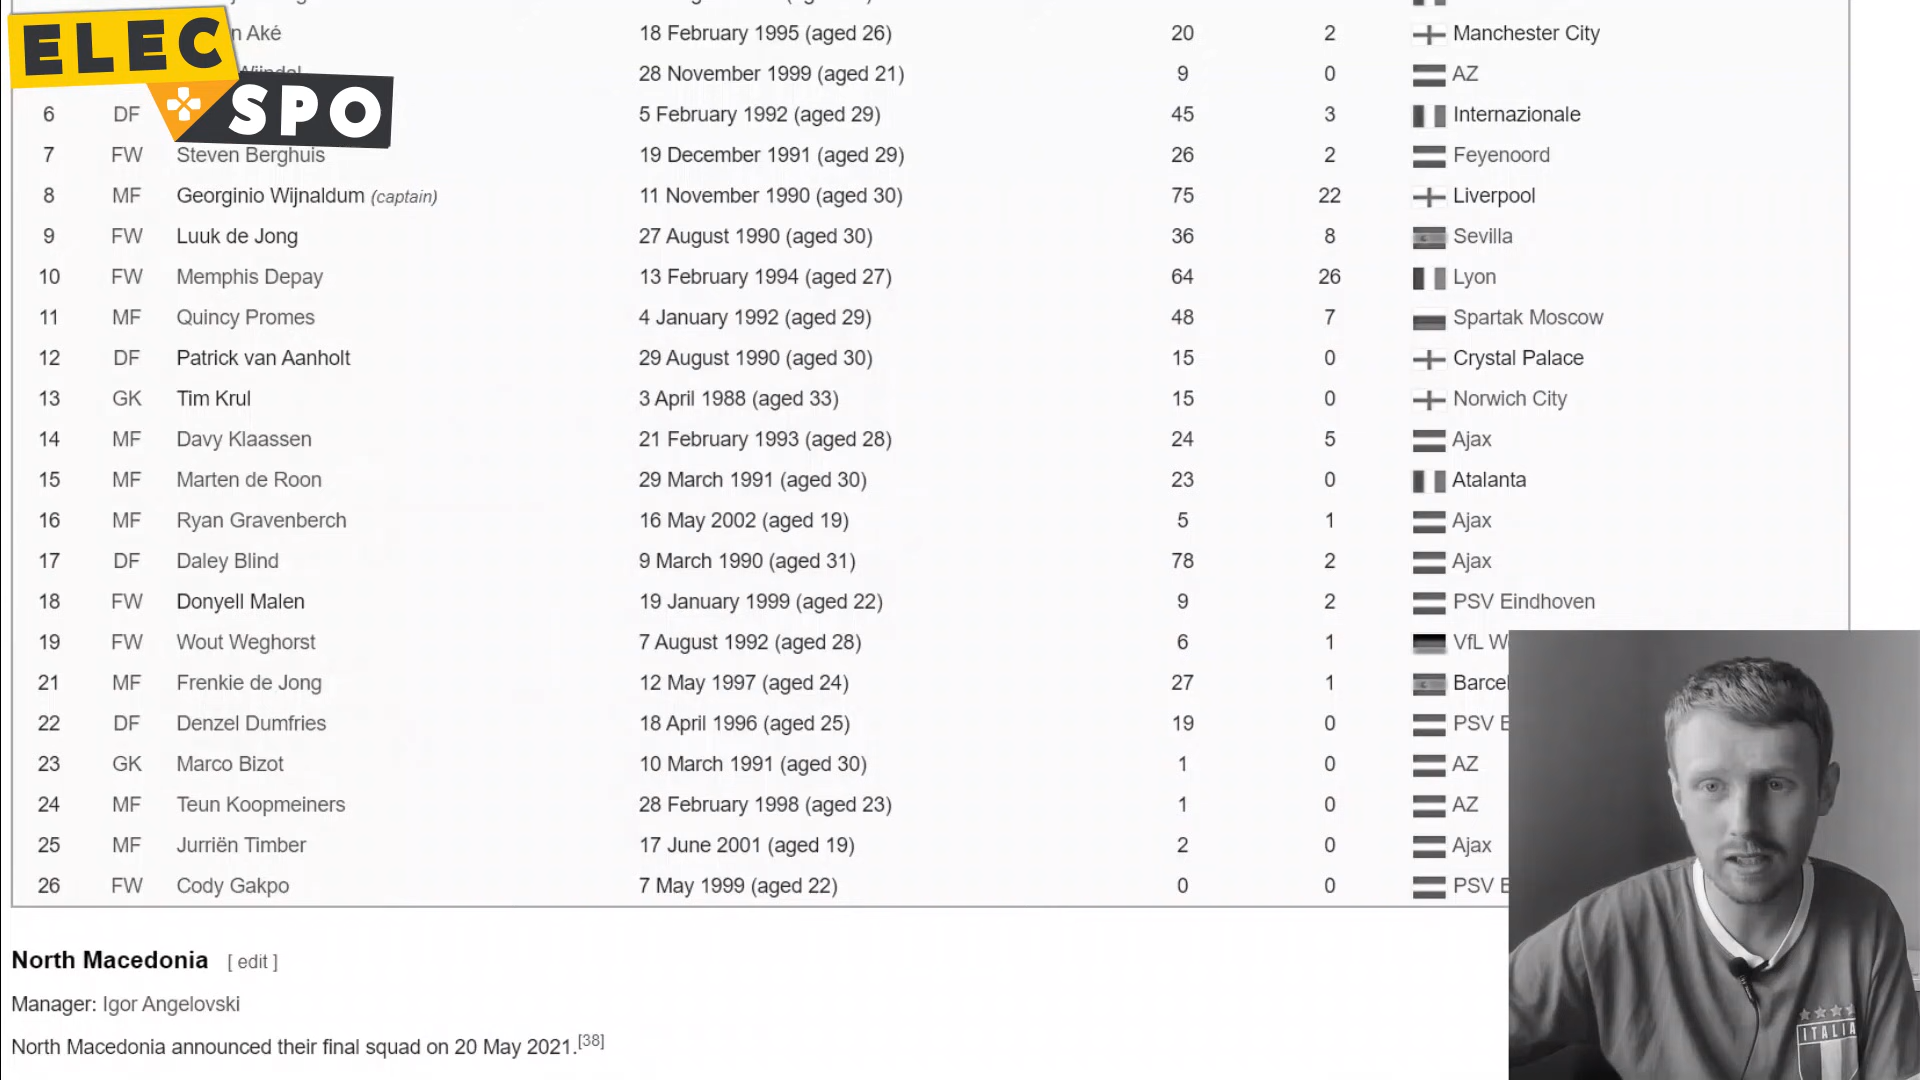 ELEC
SPO
n Aké 18 February 1995 (aged 26) 20 2 Manchester City
Wijndal 28 November 1999 (aged 21) 9 0 AZ
6 DF 5 February 1992 (aged 29) 45 3 Internazionale
7 FW Steven Berghuis 19 December 1991 (aged 29) 26 2 Feyenoord
8 MF Georginio Wijnaldum (captain) 11 November 1990 (aged 30) 75 22 Liverpool
9 FW Luuk de Jong 27 August 1990 (aged 30) 36 8 Sevilla
10 FW Memphis Depay 13 February 1994 (aged 27) 64 26 Lyon
11 MF Quincy Promes 4 January 1992 (aged 29) 48 7 Spartak Moscow
12 DF Patrick van Aanholt 29 August 1990 (aged 30) 15 0 Crystal Palace
13 GK Tim Krul 3 April 1988 (aged 33) 15 0 Norwich City
14 MF Davy Klaassen 21 February 1993 (aged 28) 24 5 Ajax
15 MF Marten de Roon 29 March 1991 (aged 30) 23 0 Atalanta
16 MF Ryan Gravenberch 16 May 2002 (aged 19) 5 1 Ajax
17 DF Daley Blind 9 March 1990 (aged 31) 78 2 Ajax
18 FW Donyell Malen 19 January 1999 (aged 22) 9 2 PSV Eindhoven
19 FW Wout Weghorst 7 August 1992 (aged 28) 6 1 VfL W
21 MF Frenkie de Jong 12 May 1997 (aged 24) 27 1 Barcel
22 DF Denzel Dumfries 18 April 1996 (aged 25) 19 0 PSV E
23 GK Marco Bizot 10 March 1991 (aged 30) 1 0 AZ
24 MF Teun Koopmeiners 28 February 1998 (aged 23) 1 0 AZ
25 MF Jurriën Timber 17 June 2001 (aged 19) 2 0 Ajax
26 FW Cody Gakpo 7 May 1999 (aged 22) 0 0 PSV E
North Macedonia [ edit ]
Manager: Igor Angelovski
North Macedonia announced their final squad on 20 May 2021.[38]
ITALIA